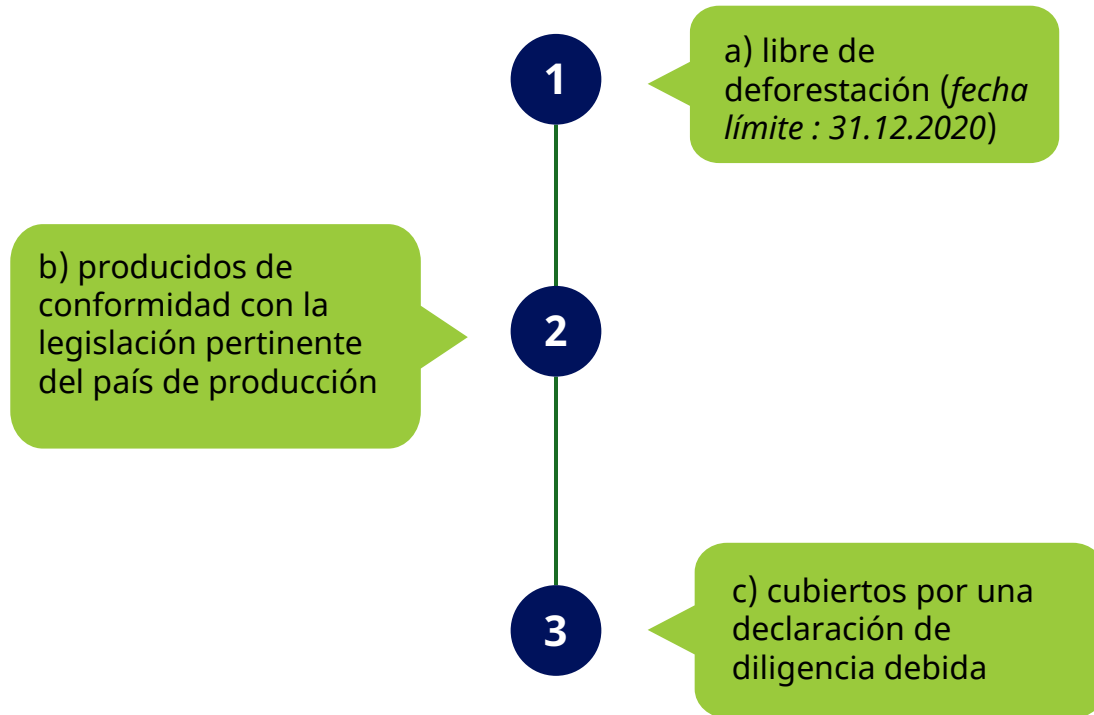 1
a) libre de
deforestación (fecha
límite : 31.12.2020)
b) producidos de
conformidad con la
legislación pertinente
del país de producción
2
3
c) cubiertos por una
declaración de
diligencia debida